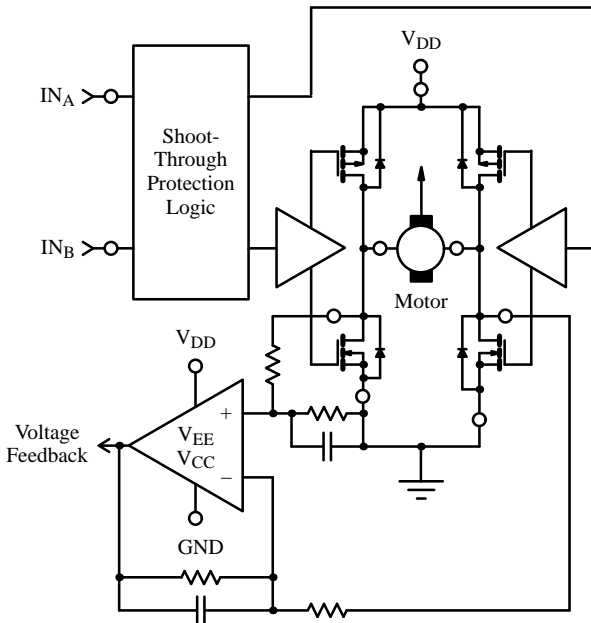 V_DD
IN_A
Shoot-
Through
Protection
Logic
IN_B
Motor
V_DD
+
Voltage
Feedback
V_EE
V_CC
−
GND